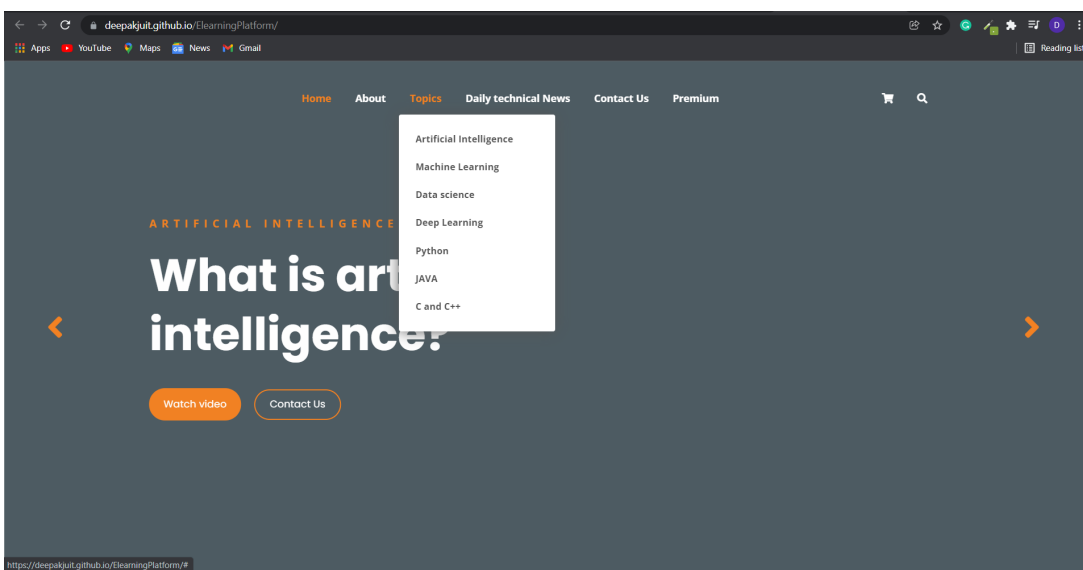 deepakjuit.github.io/ElearningPlatform/
Apps YouTube Maps News Gmail Reading list
Home About Topics Daily technical News Contact Us Premium
Artificial Intelligence
Machine Learning
Data science
Deep Learning
Python
JAVA
C and C++
ARTIFICIAL INTELLIGENCE
What is art
intelligence?
Watch video Contact Us
https://deepakjuit.github.io/ElearningPlatform/#